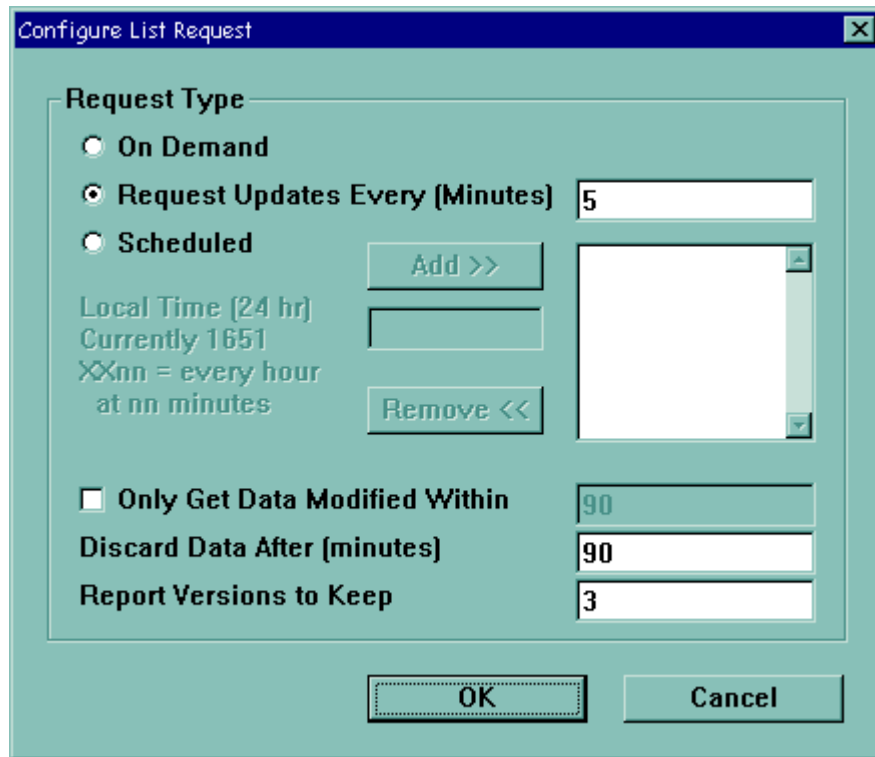 Configure List Request
Request Type
On Demand
Request Updates Every (Minutes) 5
Scheduled
Add >>
Local Time (24 hr)
Currently 1651
XXnn = every hour
at nn minutes
Remove <<
Only Get Data Modified Within 90
Discard Data After (minutes) 90
Report Versions to Keep 3
OK Cancel